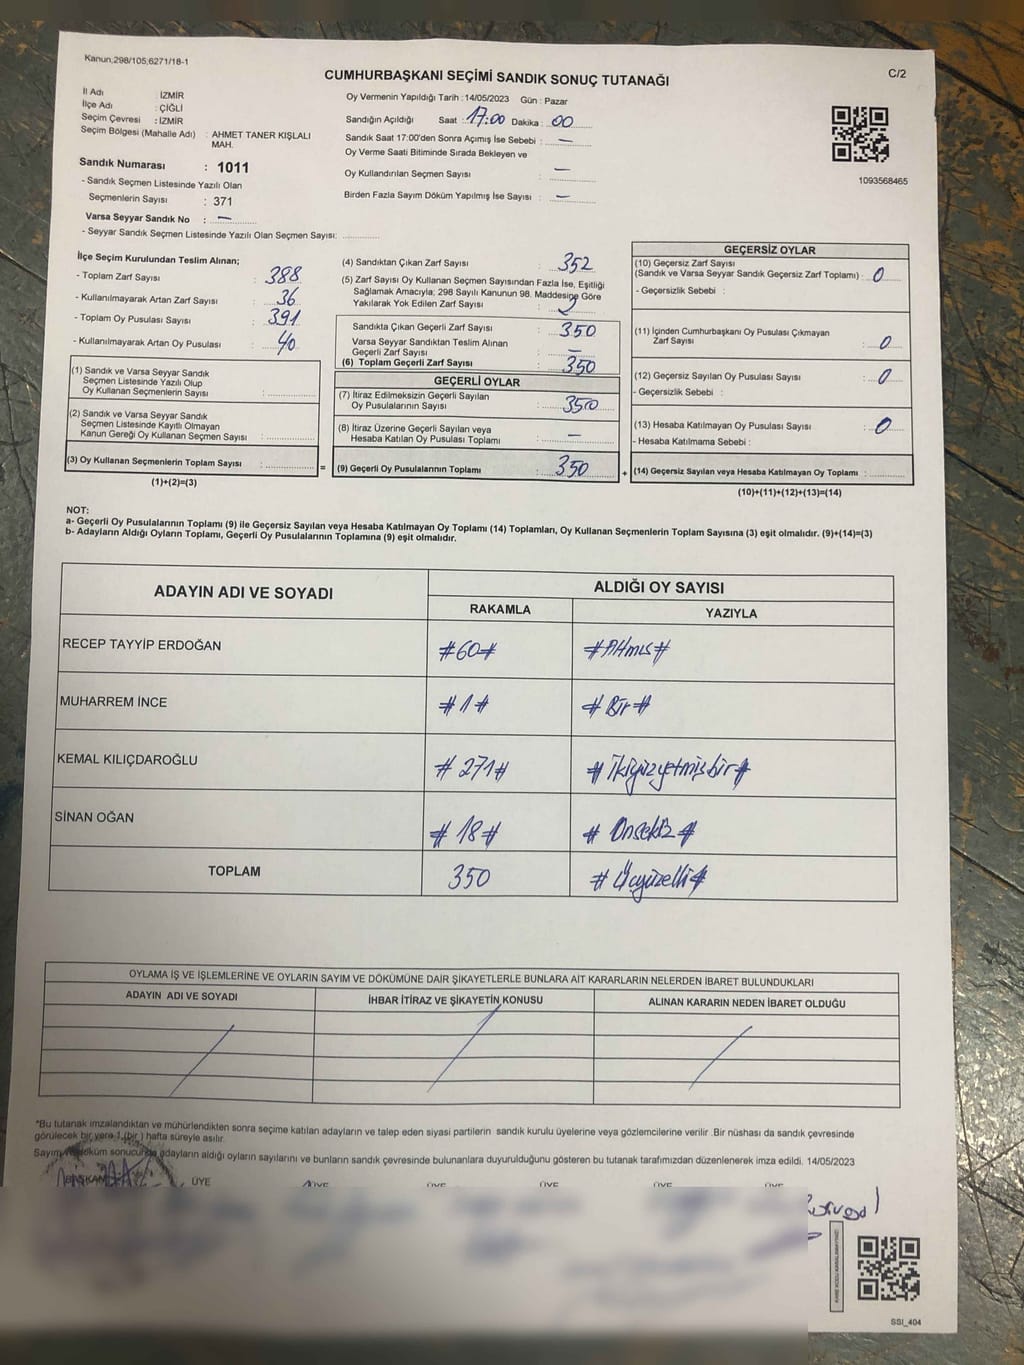 Kanun,298/105,6271/18-1
C/2
CUMHURBAŞKANI SEÇİMİ SANDIK SONUÇ TUTANAĞI
İl Adı : İZMİR
İlçe Adı : ÇİĞLİ
Seçim Çevresi : İZMİR
Seçim Bölgesi (Mahalle Adı) : AHMET TANER KIŞLALI
MAH.
Sandık Numarası : 1011
- Sandık Seçmen Listesinde Yazılı Olan
Seçmenlerin Sayısı : 371
Varsa Seyyar Sandık No : —
- Seyyar Sandık Seçmen Listesinde Yazılı Olan Seçmen Sayısı:
Oy Vermenin Yapıldığı Tarih :14/05/2023 Gün : Pazar
Sandığın Açıldığı Saat : 17:00 Dakika : 00
Sandık Saat 17:00'den Sonra Açımış İse Sebebi : —
Oy Verme Saati Bitiminde Sırada Bekleyen ve
Oy Kullandırılan Seçmen Sayısı : —
Birden Fazla Sayım Döküm Yapılmış İse Sayısı : —
1093568465
İlçe Seçim Kurulundan Teslim Alınan;
- Toplam Zarf Sayısı : 388
- Kullanılmayarak Artan Zarf Sayısı : 36
- Toplam Oy Pusulası Sayısı : 391
- Kullanılmayarak Artan Oy Pusulası : 40
(1) Sandık ve Varsa Seyyar Sandık
Seçmen Listesinde Yazılı Olup
Oy Kullanan Seçmenlerin Sayısı :
(2) Sandık ve Varsa Seyyar Sandık
Seçmen Listesinde Kayıtlı Olmayan
Kanun Gereği Oy Kullanan Seçmen Sayısı :
(3) Oy Kullanan Seçmenlerin Toplam Sayısı :
(1)+(2)=(3)
=
(4) Sandıktan Çıkan Zarf Sayısı : 352
(5) Zarf Sayısı Oy Kullanan Seçmen Sayısından Fazla İse, Eşitliği
Sağlamak Amacıyla; 298 Sayılı Kanunun 98. Maddesine Göre
Yakılarak Yok Edilen Zarf Sayısı : 2
Sandıkta Çıkan Geçerli Zarf Sayısı : 350
Varsa Seyyar Sandıktan Teslim Alınan
Geçerli Zarf Sayısı : —
(6) Toplam Geçerli Zarf Sayısı : 350
GEÇERLİ OYLAR
(7) İtiraz Edilmeksizin Geçerli Sayılan
Oy Pusulalarının Sayısı : 350
(8) İtiraz Üzerine Geçerli Sayılan veya
Hesaba Katılan Oy Pusulası Toplamı : —
(9) Geçerli Oy Pusulalarının Toplamı : 350
+
GEÇERSİZ OYLAR
(10) Geçersiz Zarf Sayısı
(Sandık ve Varsa Seyyar Sandık Geçersiz Zarf Toplamı) : 0
- Geçersizlik Sebebi :
(11) İçinden Cumhurbaşkanı Oy Pusulası Çıkmayan
Zarf Sayısı : 0
(12) Geçersiz Sayılan Oy Pusulası Sayısı : 0
- Geçersizlik Sebebi :
(13) Hesaba Katılmayan Oy Pusulası Sayısı : 0
- Hesaba Katılmama Sebebi :
(14) Geçersiz Sayılan veya Hesaba Katılmayan Oy Toplamı :
(10)+(11)+(12)+(13)=(14)
NOT:
a- Geçerli Oy Pusulalarının Toplamı (9) ile Geçersiz Sayılan veya Hesaba Katılmayan Oy Toplamı (14) Toplamları, Oy Kullanan Seçmenlerin Toplam Sayısına (3) eşit olmalıdır. (9)+(14)=(3)
b- Adayların Aldığı Oyların Toplamı, Geçerli Oy Pusulalarının Toplamına (9) eşit olmalıdır.
ADAYIN ADI VE SOYADI
ALDIĞI OY SAYISI
RAKAMLA YAZIYLA
RECEP TAYYİP ERDOĞAN #60# #Altmış#
MUHARREM İNCE #1# #Bir#
KEMAL KILIÇDAROĞLU #271# #İkiyüzyetmişbir#
SİNAN OĞAN #18# #Onsekiz#
TOPLAM 350 #Üçyüzelli#
OYLAMA İŞ VE İŞLEMLERİNE VE OYLARIN SAYIM VE DÖKÜMÜNE DAİR ŞİKAYETLERLE BUNLARA AİT KARARLARIN NELERDEN İBARET BULUNDUKLARI
ADAYIN ADI VE SOYADI İHBAR İTİRAZ VE ŞİKAYETİN KONUSU ALINAN KARARIN NEDEN İBARET OLDUĞU
*Bu tutanak imzalandıktan ve mühürlendikten sonra seçime katılan adayların ve talep eden siyasi partilerin sandık kurulu üyelerine veya gözlemcilerine verilir .Bir nüshası da sandık çevresinde
görülecek bir yere 1 (bir ) hafta süreyle asılır.
Sayım ve döküm sonucunda adayların aldığı oyların sayılarını ve bunların sandık çevresinde bulunanlara duyurulduğunu gösteren bu tutanak tarafımızdan düzenlenerek imza edildi. 14/05/2023
BAŞKAN ÜYE ÜYE ÜYE ÜYE ÜYE ÜYE
KARE KODU KARALAMAYINIZ!
SSI_404